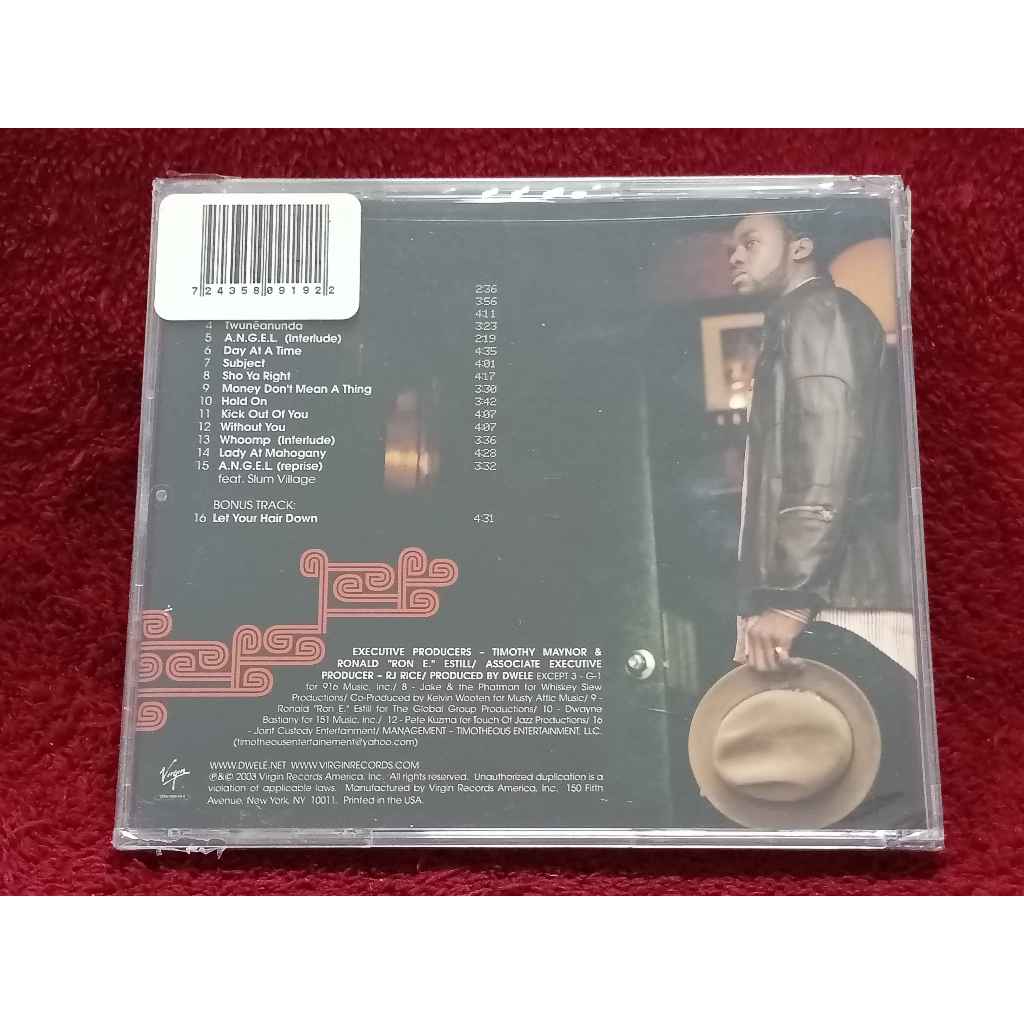 7 24358 09192 2
2:36
3:56
4:11
4 Twuneanunda 3:23
5 A.N.G.E.L. (Interlude) 2:19
6 Day At A Time 4:35
7 Subject 4:01
8 Sho Ya Right 4:17
9 Money Don't Mean A Thing 3:30
10 Hold On 3:42
11 Kick Out Of You 4:07
12 Without You 4:07
13 Whoomp (Interlude) 3:36
14 Lady At Mahogany 4:28
15 A.N.G.E.L. (reprise) 3:32
feat. Slum Village
BONUS TRACK:
16 Let Your Hair Down 4:31
EXECUTIVE PRODUCERS – TIMOTHY MAYNOR &
RONALD "RON E." ESTILL/ ASSOCIATE EXECUTIVE
PRODUCER – RJ RICE/ PRODUCED BY DWELE EXCEPT 3 - G-1
for 916 Music, Inc./ 8 - Jake & the Phatman for Whiskey Slew
Productions/ Co-Produced by Kelvin Wooten for Musty Attic Music/ 9 -
Ronald "Ron E." Estill for The Global Group Productions/ 10 - Dwayne
Bastiany for 151 Music, Inc./ 12 - Pete Kuzma for Touch Of Jazz Productions/ 16
- Joint Custody Entertainment/ MANAGEMENT – TIMOTHEOUS ENTERTAINMENT, LLC.
(timotheousentertainement@yahoo.com)
WWW.DWELE.NET WWW.VIRGINRECORDS.COM
℗&© 2003 Virgin Records America, Inc. All rights reserved. Unauthorized duplication is a
violation of applicable laws. Manufactured by Virgin Records America, Inc. 150 Fifth
Avenue, New York, NY 10011. Printed in the USA.
Virgin